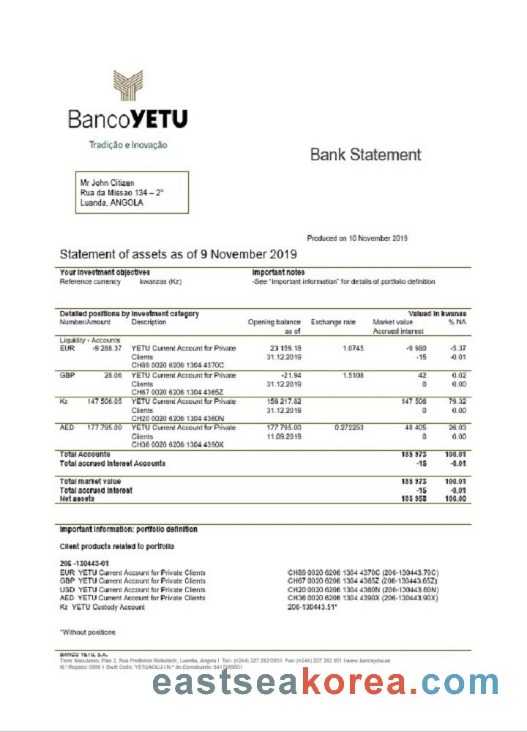 BancoYETU
Tradição e Inovação
Bank Statement
Mr John Citizen
Rua da Missao 134 – 2º
Luanda, ANGOLA
Produced on 10 November 2019
Statement of assets as of 9 November 2019
Your investment objectives Important notes
Reference currency kwanzas (Kz) -See "Important information" for details of portfolio definition
Detailed positions by investment category Valued in kwanas
Number/Amount Description Opening balance Exchange rate Market value % NA
as of Accrued interest
Liquidity - Accounts
EUR -9 288.37 YETU Current Account for Private 23 159.18 1.0745 -9 980 -5.37
Clients 31.12.2019 -15 -0.01
CH89 0020 6206 1304 4370C
GBP 28.06 YETU Current Account for Private -21.94 1.5108 42 0.02
Clients 31.12.2019 0 0.00
CH67 0020 6206 1304 4365Z
Kz 147 506.05 YETU Current Account for Private 158 217.82 147 506 79.32
Clients 31.12.2019 0 0.00
CH20 0020 6206 1304 4360N
AED 177 795.00 YETU Current Account for Private 177 795.00 0.272253 48 405 26.03
Clients 11.09.2019 0 0.00
CH36 0020 6206 1304 4390X
Total Accounts 185 973 100.01
Total accrued interest Accounts -15 -0.01
Total market value 185 973 100.01
Total accrued interest -15 -0.01
Net assets 185 958 100.00
Important information: portfolio definition
Client products related to portfolio
206 -130443-01
EUR YETU Current Account for Private Clients CH89 0020 6206 1304 4370C (206-130443.70C)
GBP YETU Current Account for Private Clients CH67 0020 6206 1304 4365Z (206-130443.65Z)
USD YETU Current Account for Private Clients CH20 0020 6206 1304 4360N (206-130443.60N)
AED YETU Current Account for Private Clients CH36 0020 6206 1304 4390X (206-130443.90X)
Kz YETU Custody Account 206-130443.51*
*Without positions
BANCO YETU, S.A.
Piso 2, Rua Frederico Luanda, Angola
eastseakorea.com